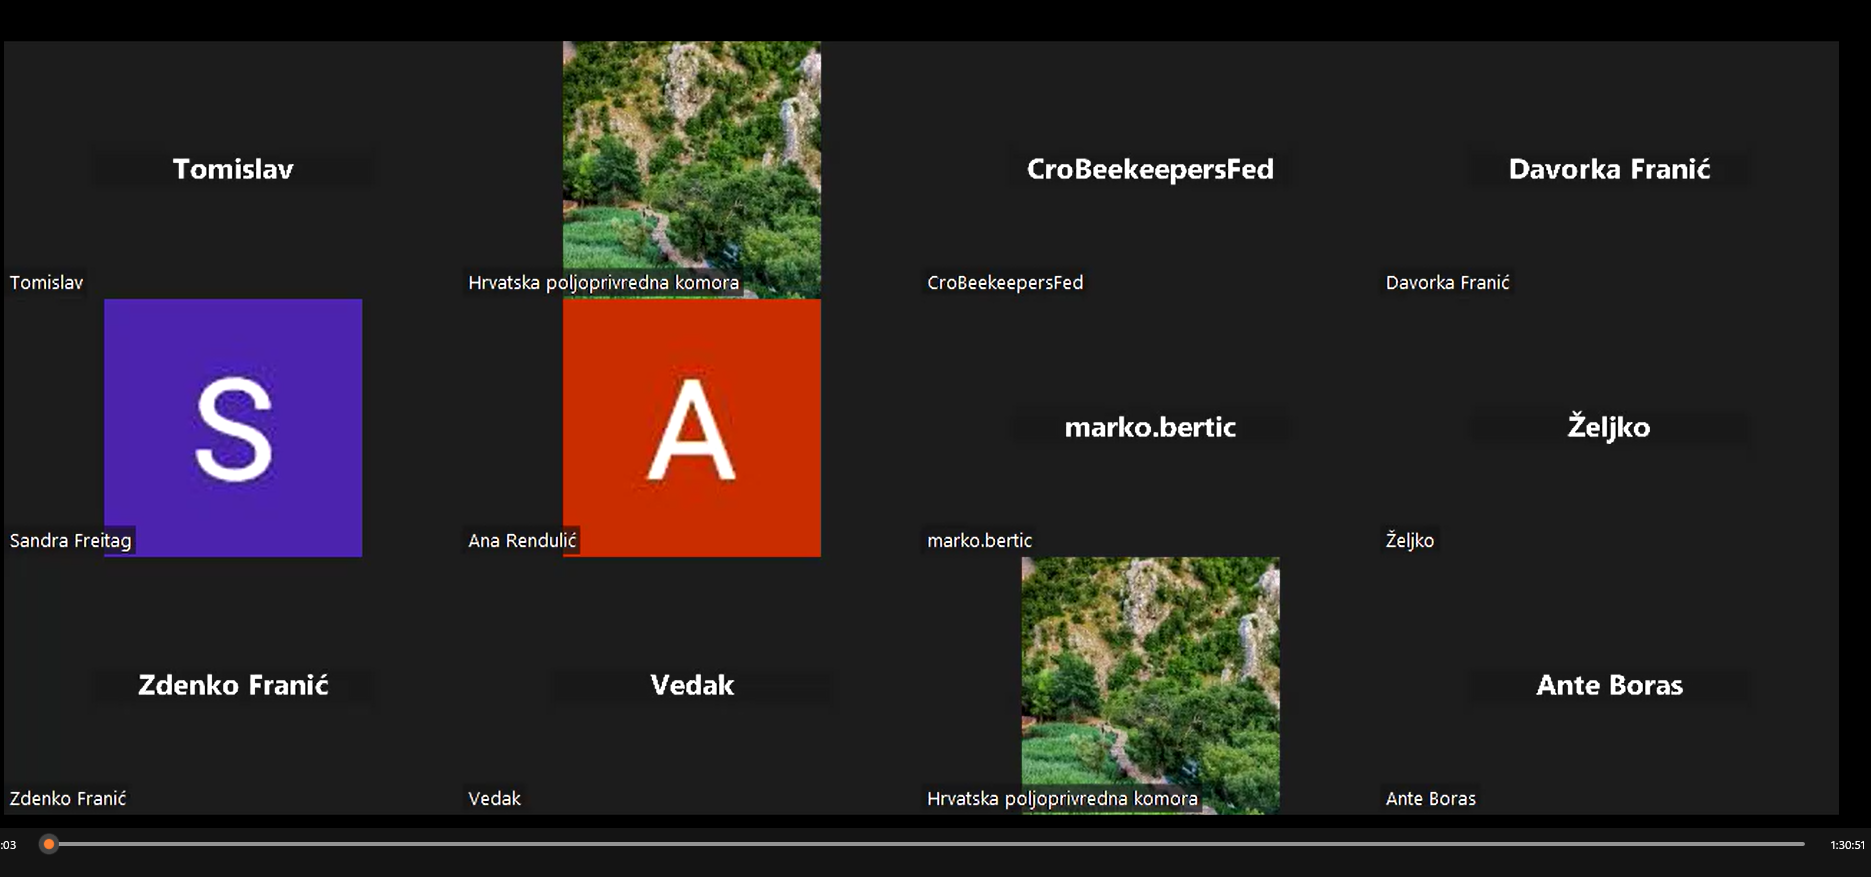 Tomislav
CroBeekeepersFed
Davorka Franić
Tomislav
Hrvatska poljoprivredna komora
CroBeekeepersFed
Davorka Franić
S
A
marko.bertic
Željko
Sandra Freitag
Ana Rendulić
marko.bertic
Željko
Zdenko Franić
Vedak
Ante Boras
Zdenko Franić
Vedak
Hrvatska poljoprivredna komora
Ante Boras
:03
1:30:51